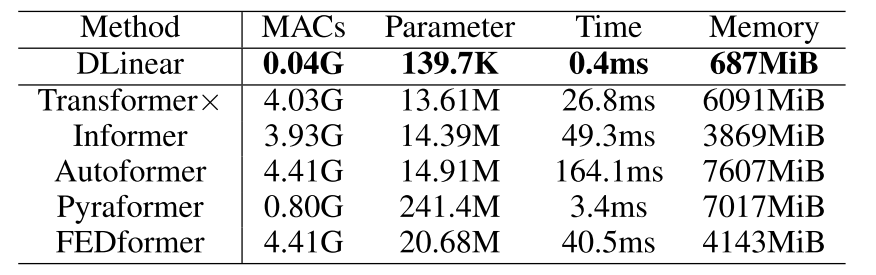 Method MACs Parameter Time Memory
DLinear 0.04G 139.7K 0.4ms 687MiB
Transformer× 4.03G 13.61M 26.8ms 6091MiB
Informer 3.93G 14.39M 49.3ms 3869MiB
Autoformer 4.41G 14.91M 164.1ms 7607MiB
Pyraformer 0.80G 241.4M 3.4ms 7017MiB
FEDformer 4.41G 20.68M 40.5ms 4143MiB